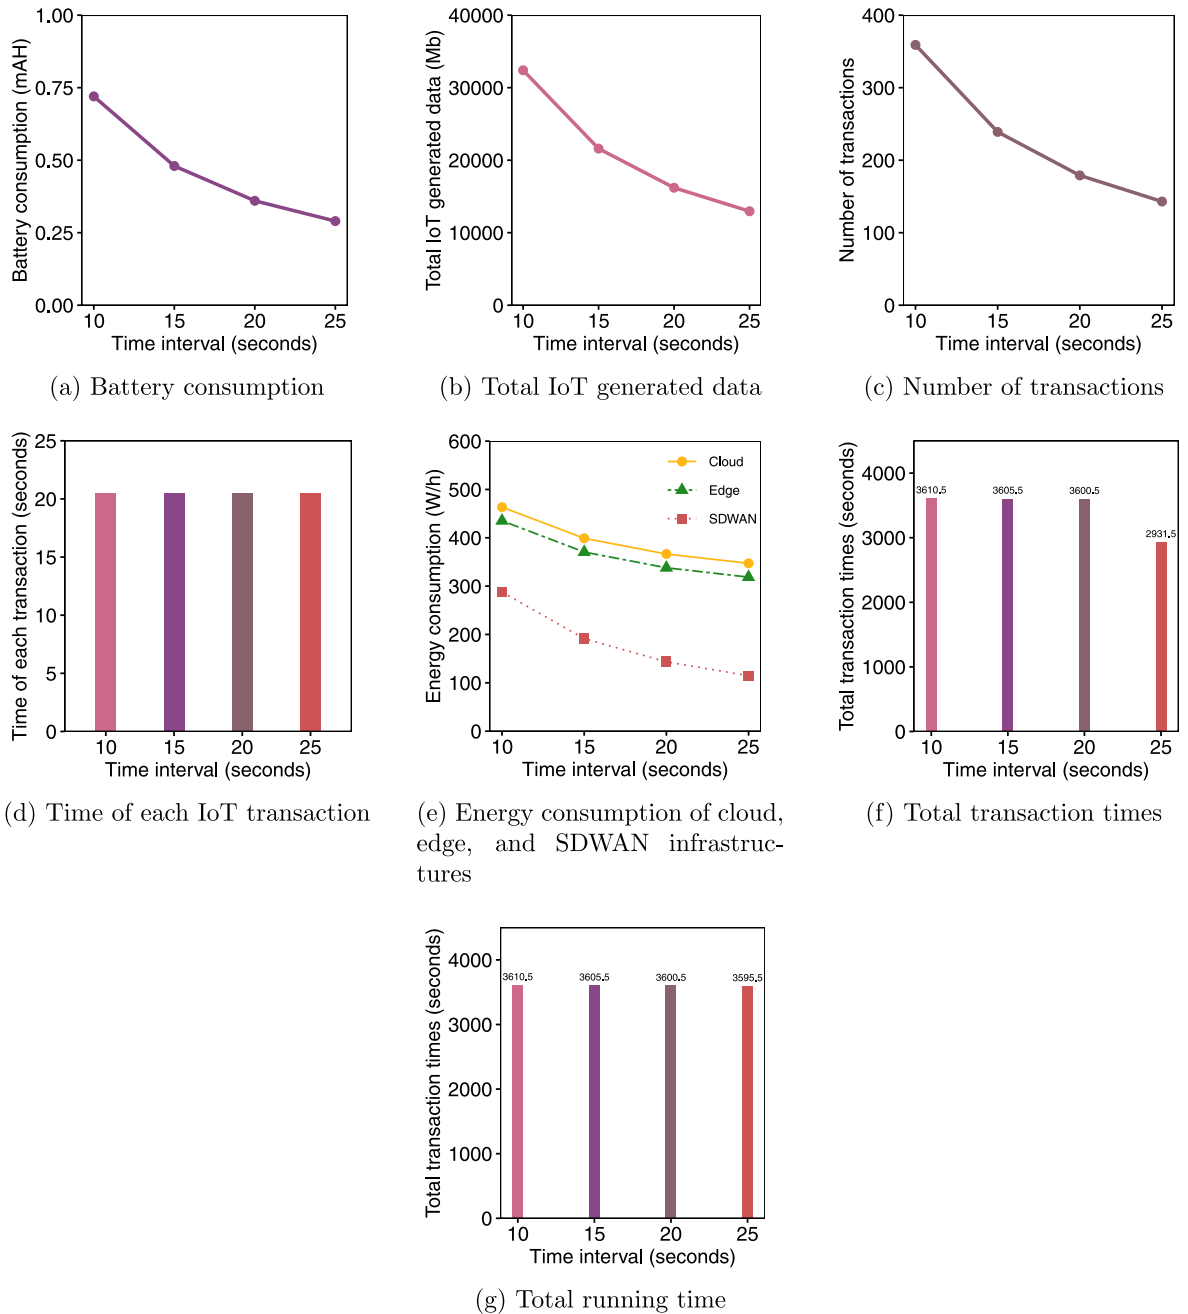 1.00
0.75
0.50
0.25
0.00
Battery consumption (mAH)
10 15 20 25
Time interval (seconds)
(a) Battery consumption
40000
30000
20000
10000
0
Total IoT generated data (Mb)
10 15 20 25
Time interval (seconds)
(b) Total IoT generated data
400
300
200
100
0
Number of transactions
10 15 20 25
Time interval (seconds)
(c) Number of transactions
25
20
15
10
5
0
Time of each transaction (seconds)
10 15 20 25
Time interval (seconds)
(d) Time of each IoT transaction
600
500
400
300
200
100
0
Energy consumption (W/h)
Cloud
Edge
SDWAN
10 15 20 25
Time interval (seconds)
(e) Energy consumption of cloud,
edge, and SDWAN infrastruc-
tures
4000
3000
2000
1000
0
Total transaction times (seconds)
3610.5 3605.5 3600.5 2931.5
10 15 20 25
Time interval (seconds)
(f) Total transaction times
4000
3000
2000
1000
0
Total transaction times (seconds)
3610.5 3605.5 3600.5 3595.5
10 15 20 25
Time interval (seconds)
(g) Total running time